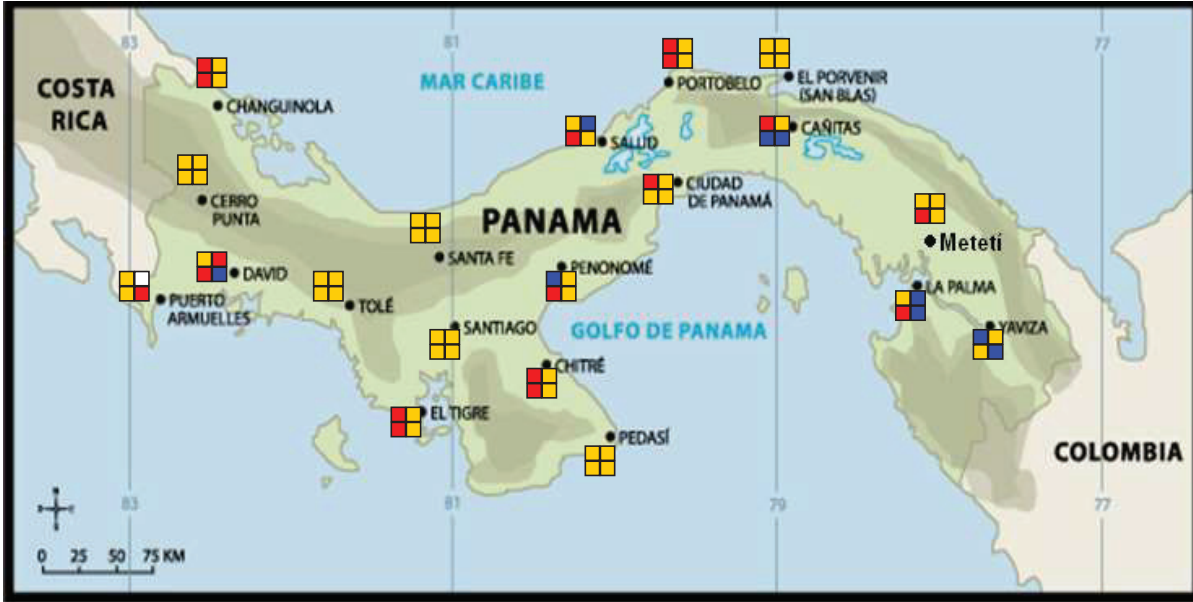 83
81
77
COSTA
RICA
MAR CARIBE
CHANGUINOLA
PORTOBELO
EL PORVENIR
(SAN BLAS)
CAÑITAS
SALUD
CERRO
PUNTA
PANAMA
CIUDAD
DE PANAMÁ
SANTA FE
Metetí
DAVID
PENONOMÉ
LA PALMA
PUERTO
ARMUELLES
TOLÉ
SANTIAGO
GOLFO DE PANAMA
YAVIZA
CHITRÉ
EL TIGRE
PEDASÍ
COLOMBIA
83
81
79
77
0 25 50 75 KM